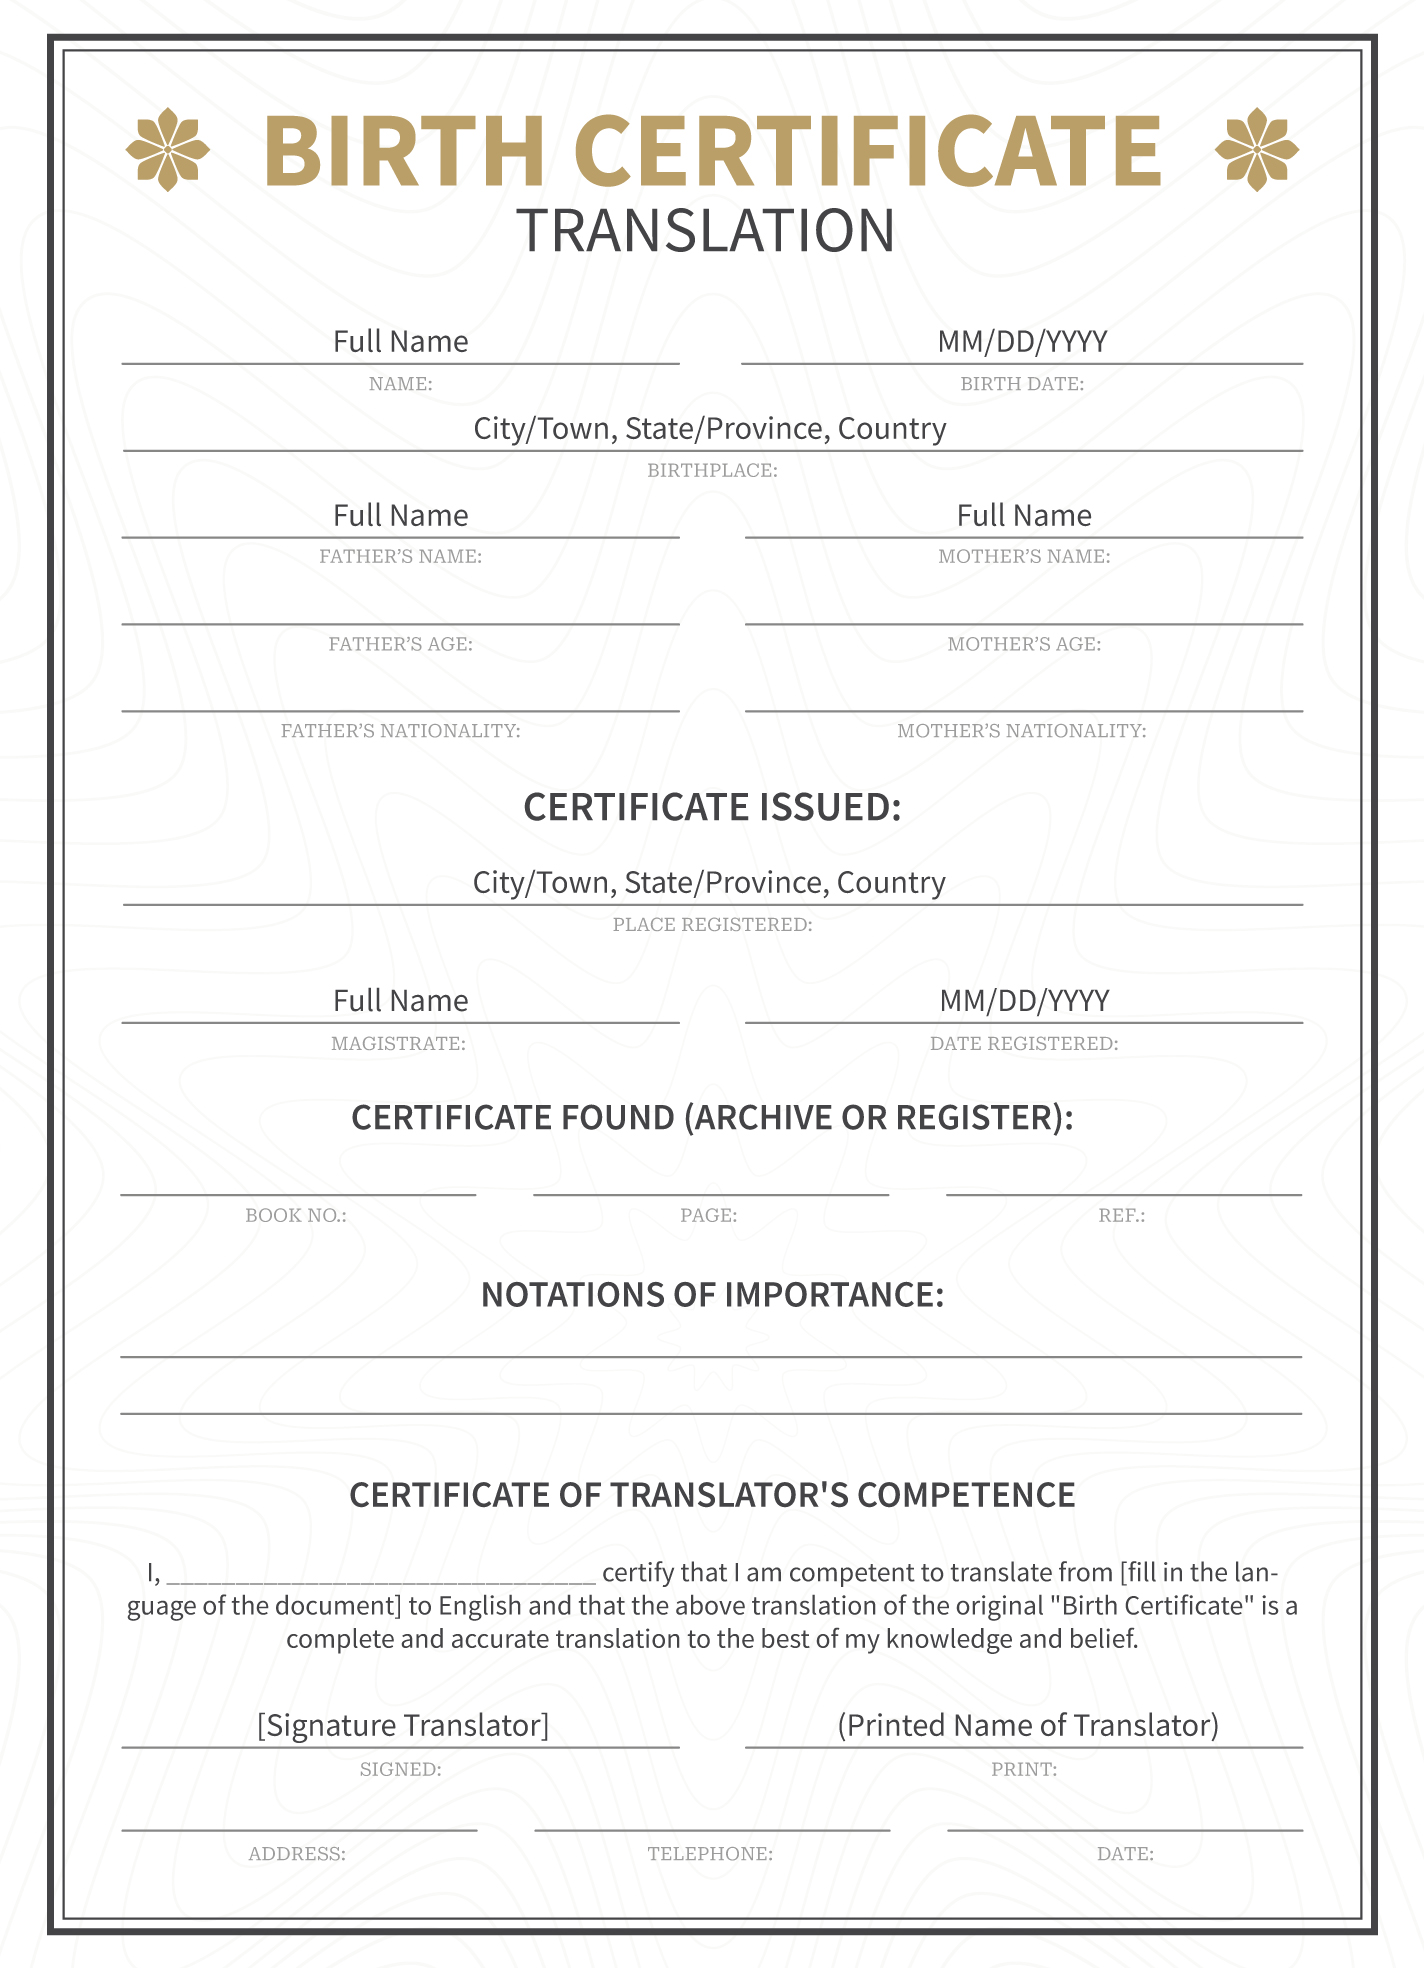 BIRTH CERTIFICATE
TRANSLATION
Full Name MM/DD/YYYY
NAME: BIRTH DATE:
City/Town, State/Province, Country
BIRTHPLACE:
Full Name Full Name
FATHER’S NAME: MOTHER’S NAME:
FATHER’S AGE: MOTHER’S AGE:
FATHER’S NATIONALITY: MOTHER’S NATIONALITY:
CERTIFICATE ISSUED:
City/Town, State/Province, Country
PLACE REGISTERED:
Full Name MM/DD/YYYY
MAGISTRATE: DATE REGISTERED:
CERTIFICATE FOUND (ARCHIVE OR REGISTER):
BOOK NO.: PAGE: REF.:
NOTATIONS OF IMPORTANCE:
CERTIFICATE OF TRANSLATOR'S COMPETENCE
I, _______________________________ certify that I am competent to translate from [fill in the lan-
guage of the document] to English and that the above translation of the original "Birth Certificate" is a
complete and accurate translation to the best of my knowledge and belief.
[Signature Translator] (Printed Name of Translator)
SIGNED: PRINT:
ADDRESS: TELEPHONE: DATE: